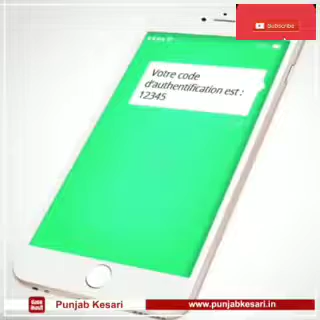 Subscribe
Votre code
d'authentification est :
12345
Punjab Kesari
www.punjabkesari.in